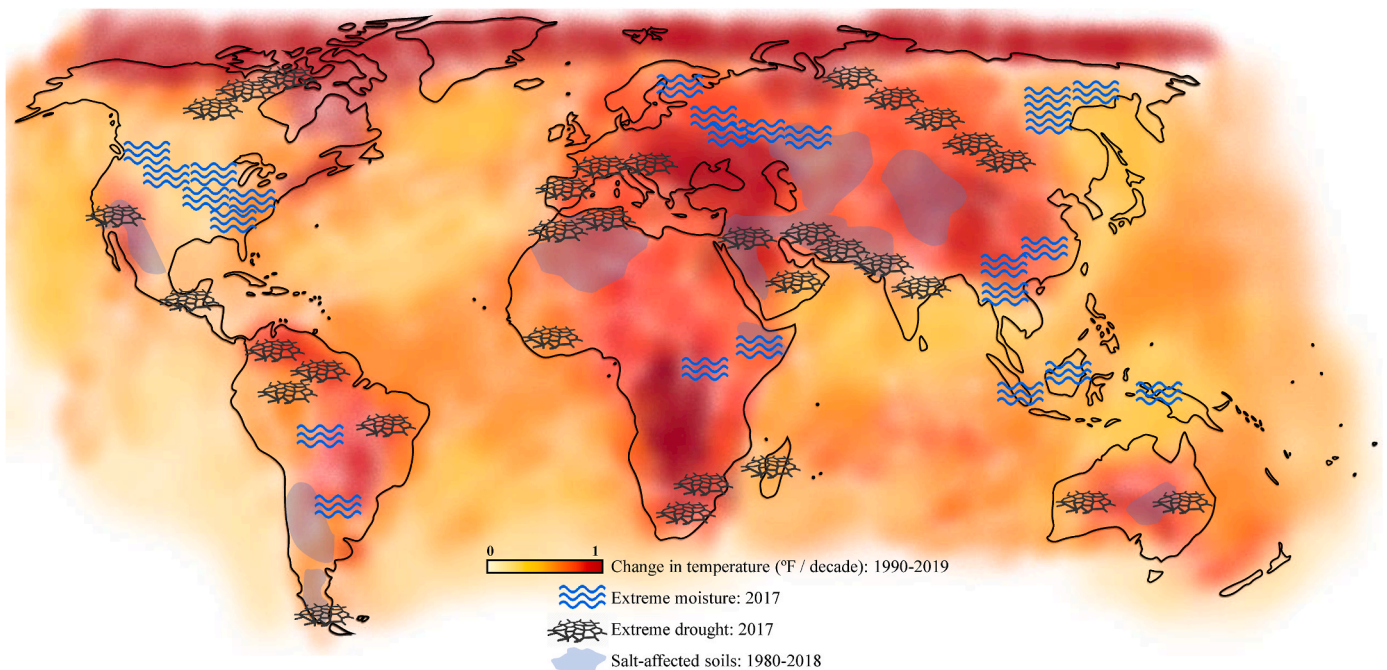 0 1
Change in temperature (ºF / decade): 1990-2019
Extreme moisture: 2017
Extreme drought: 2017
Salt-affected soils: 1980-2018